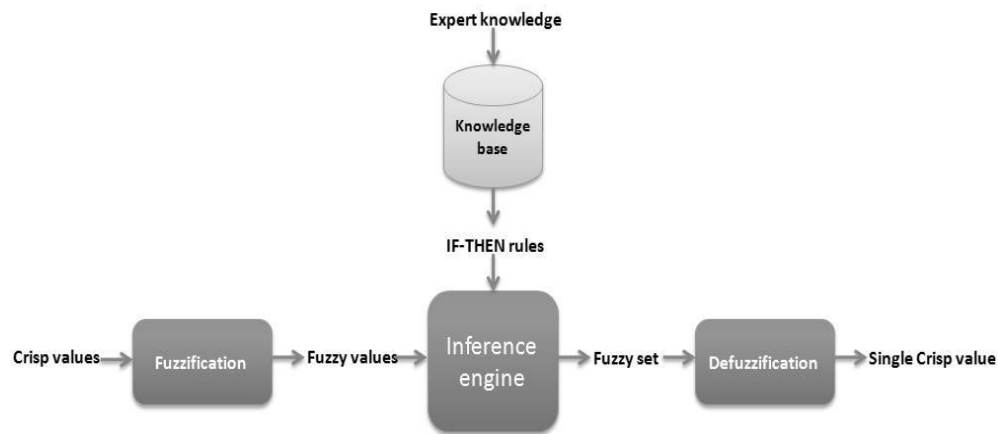 Expert knowledge
Knowledge
base
IF-THEN rules
Crisp values
Fuzzification
Fuzzy values
Inference
engine
Fuzzy set
Defuzzification
Single Crisp value